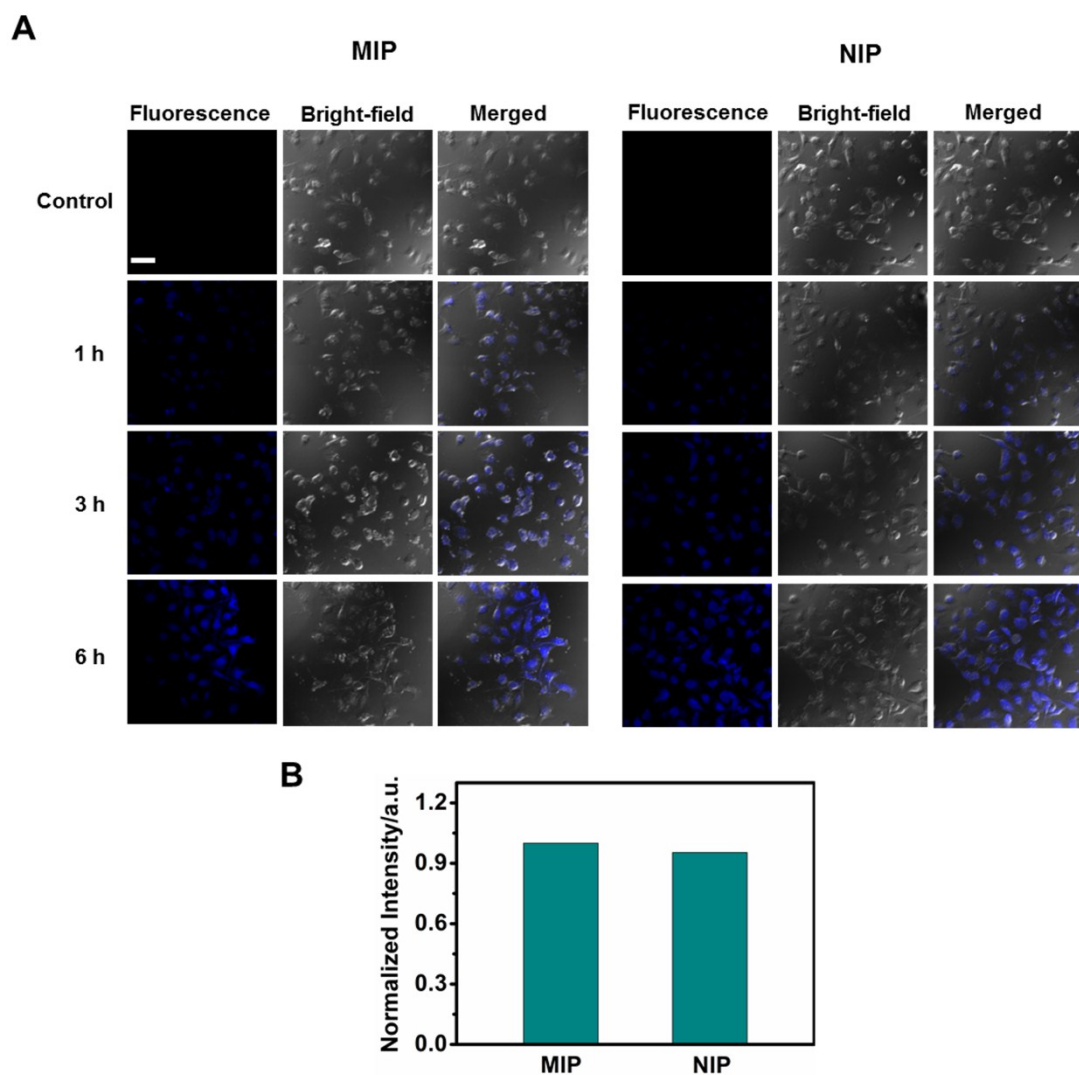 A
MIP NIP
Fluorescence Bright-field Merged Fluorescence Bright-field Merged
Control
1 h
3 h
6 h
B
Normalized Intensity/a.u.
1.2
0.9
0.6
0.3
0.0
MIP NIP